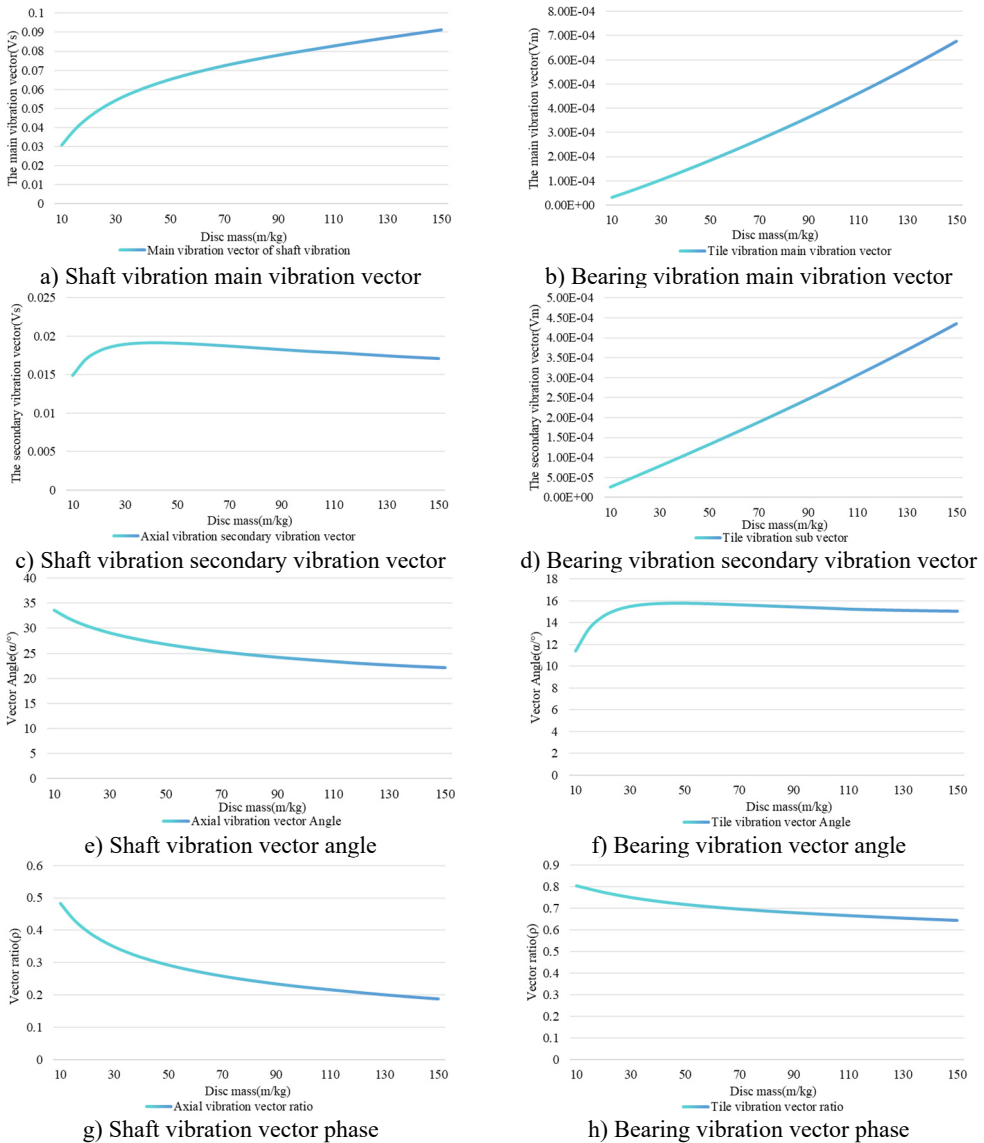 The main vibration vector(Vs)
0.1
0.09
0.08
0.07
0.06
0.05
0.04
0.03
0.02
0.01
0
10 30 50 70 90 110 130 150
Disc mass(m/kg)
Main vibration vector of shaft vibration
a) Shaft vibration main vibration vector
The main vibration vector(Vm)
8.00E-04
7.00E-04
6.00E-04
5.00E-04
4.00E-04
3.00E-04
2.00E-04
1.00E-04
0.00E+00
10 30 50 70 90 110 130 150
Disc mass(m/kg)
Tile vibration main vibration vector
b) Bearing vibration main vibration vector
The secondary vibration vector(Vs)
0.025
0.02
0.015
0.01
0.005
0
10 30 50 70 90 110 130 150
Disc mass(m/kg)
Axial vibration secondary vibration vector
c) Shaft vibration secondary vibration vector
The secondary vibration vector(Vm)
5.00E-04
4.50E-04
4.00E-04
3.50E-04
3.00E-04
2.50E-04
2.00E-04
1.50E-04
1.00E-04
5.00E-05
0.00E+00
10 30 50 70 90 110 130 150
Disc mass(m/kg)
Tile vibration sub vector
d) Bearing vibration secondary vibration vector
Vector Angle(α/°)
40
35
30
25
20
15
10
5
0
10 30 50 70 90 110 130 150
Disc mass(m/kg)
Axial vibration vector Angle
e) Shaft vibration vector angle
Vector Angle(α/°)
18
16
14
12
10
8
6
4
2
0
10 30 50 70 90 110 130 150
Disc mass(m/kg)
Tile vibration vector Angle
f) Bearing vibration vector angle
Vector ratio(ρ)
0.6
0.5
0.4
0.3
0.2
0.1
0
10 30 50 70 90 110 130 150
Disc mass(m/kg)
Axial vibration vector ratio
g) Shaft vibration vector phase
Vector ratio(ρ)
0.9
0.8
0.7
0.6
0.5
0.4
0.3
0.2
0.1
0
10 30 50 70 90 110 130 150
Disc mass(m/kg)
Tile vibration vector ratio
h) Bearing vibration vector phase